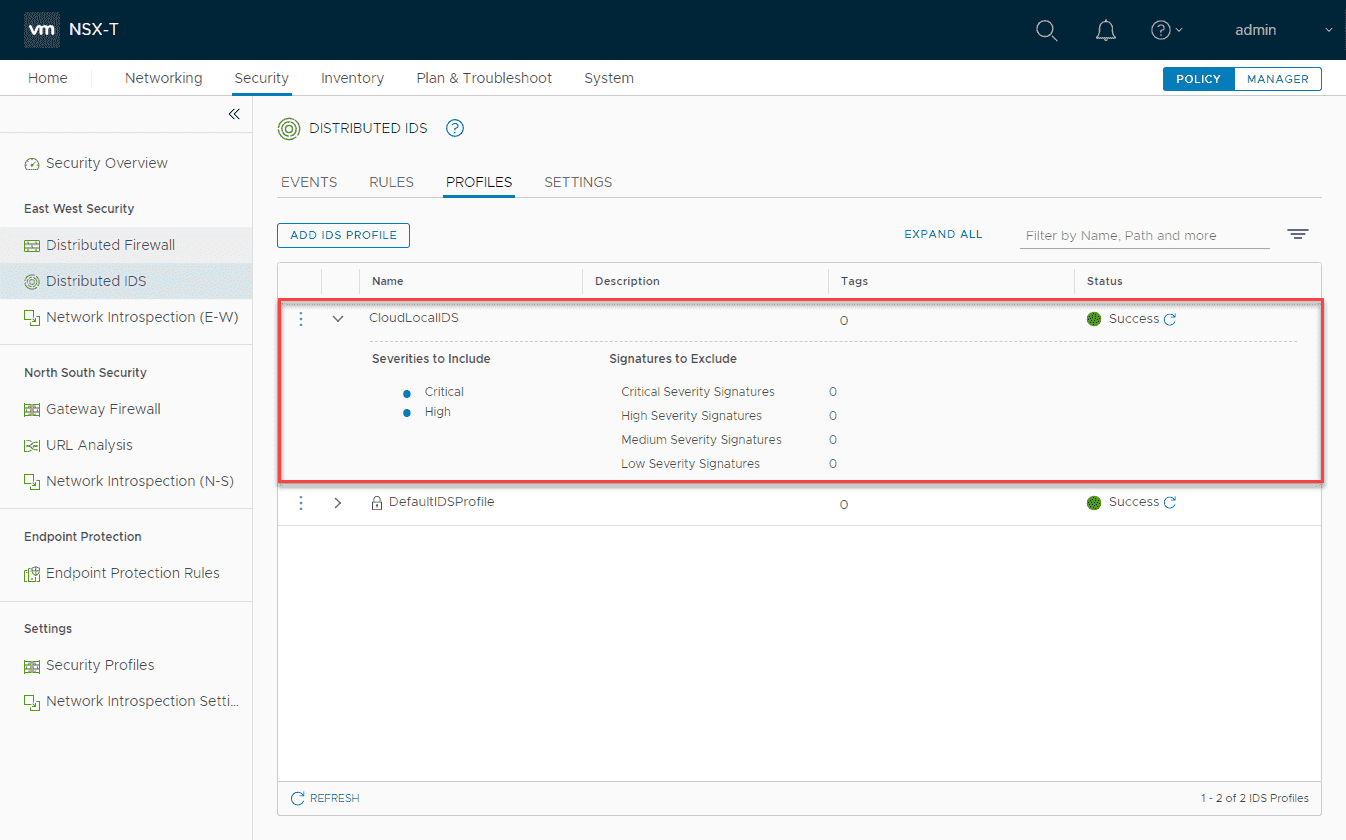 vm NSX-T
admin
Home Networking Security Inventory Plan & Troubleshoot System
POLICY MANAGER
Security Overview
East West Security
Distributed Firewall
Distributed IDS
Network Introspection (E-W)
North South Security
Gateway Firewall
URL Analysis
Network Introspection (N-S)
Endpoint Protection
Endpoint Protection Rules
Settings
Security Profiles
Network Introspection Setti...
DISTRIBUTED IDS ?
EVENTS RULES PROFILES SETTINGS
ADD IDS PROFILE
EXPAND ALL
Filter by Name, Path and more
Name Description Tags Status
CloudLocalIDS 0 Success
Severities to Include
Critical
High
Signatures to Exclude
Critical Severity Signatures 0
High Severity Signatures 0
Medium Severity Signatures 0
Low Severity Signatures 0
DefaultIDSProfile 0 Success
REFRESH
1 - 2 of 2 IDS Profiles